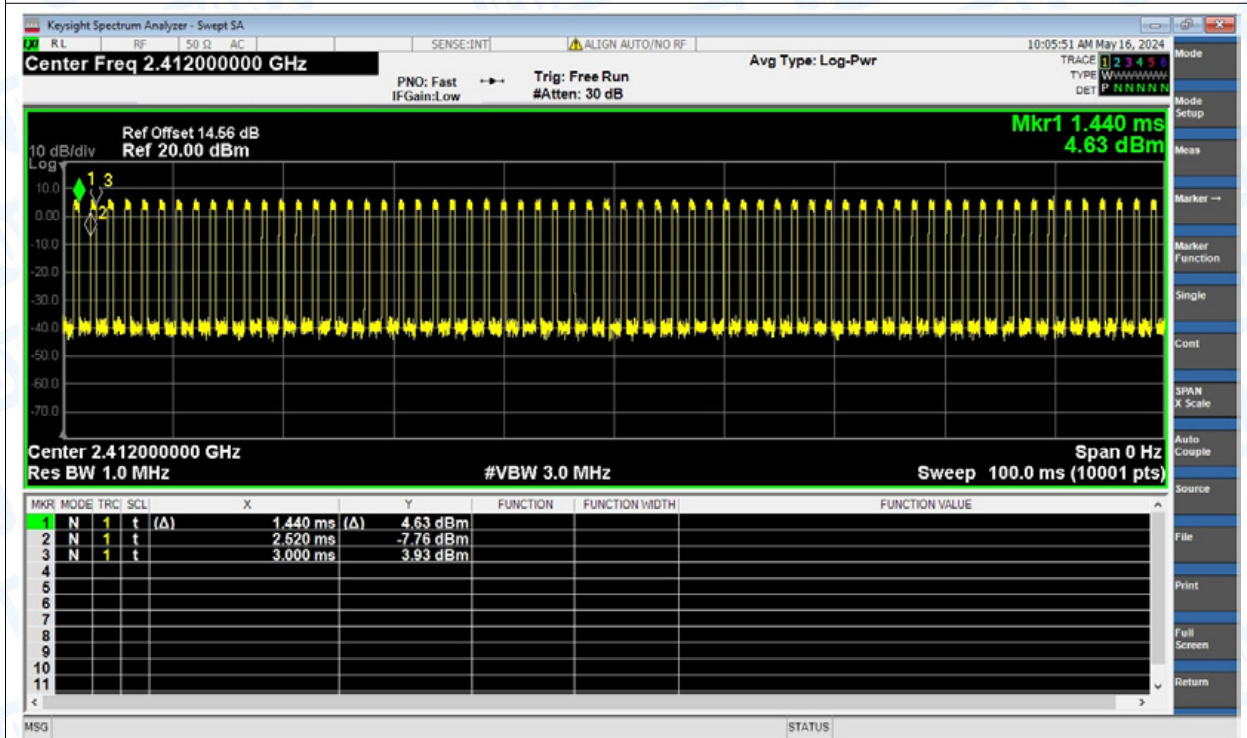 Keysight Spectrum Analyzer - Swept SA
RL RF 50 Ω AC SENSE:INT ALIGN AUTO/NO RF 10:05:51 AM May 16, 2024
Center Freq 2.412000000 GHz Avg Type: Log-Pwr TRACE 1 2 3 4 5 6
PNO: Fast Trig: Free Run TYPE WWWWWW
IFGain:Low #Atten: 30 dB DET P N N N N N
Mkr1 1.440 ms
Ref Offset 14.56 dB
10 dB/div Ref 20.00 dBm 4.63 dBm
Log
1 3
10.0
0.00
2
-10.0
-20.0
-30.0
-40.0
-50.0
-60.0
-70.0
Center 2.412000000 GHz Span 0 Hz
Res BW 1.0 MHz #VBW 3.0 MHz Sweep 100.0 ms (10001 pts)
MKR MODE TRC SCL X Y FUNCTION FUNCTION WIDTH FUNCTION VALUE
1 N 1 t (Δ) 1.440 ms (Δ) 4.63 dBm
2 N 1 t 2.520 ms -7.76 dBm
3 N 1 t 3.000 ms 3.93 dBm
4
5
6
7
8
9
10
11
MSG STATUS
Mode
Mode
Setup
Meas
Marker →
Marker
Function
Single
Cont
SPAN
X Scale
Auto
Couple
Source
File
Print
Full
Screen
Return